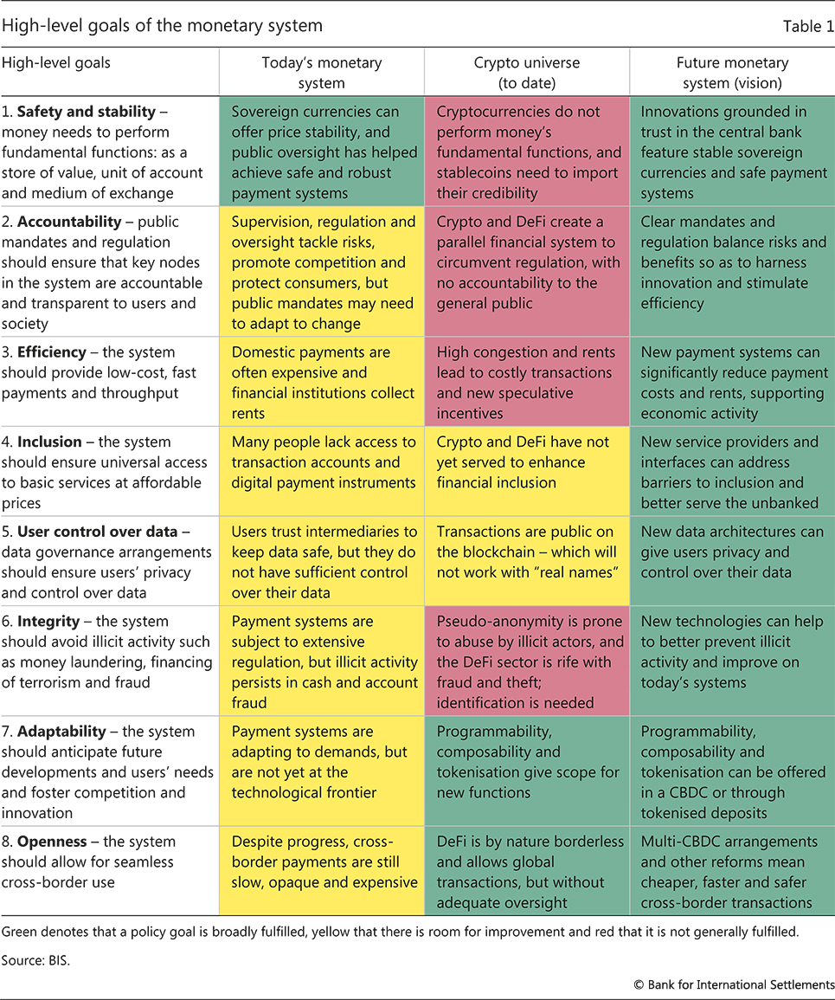 High-level goals of the monetary system
Table 1
High-level goals
Today's monetary
system
Crypto universe
(to date)
Future monetary
system (vision)
1. Safety and stability –
money needs to perform
fundamental functions: as a
store of value, unit of account
and medium of exchange
Sovereign currencies can
offer price stability, and
public oversight has helped
achieve safe and robust
payment systems
Cryptocurrencies do not
perform money's
fundamental functions, and
stablecoins need to import
their credibility
Innovations grounded in
trust in the central bank
feature stable sovereign
currencies and safe payment
systems
2. Accountability – public
mandates and regulation
should ensure that key nodes
in the system are accountable
and transparent to users and
society
Supervision, regulation and
oversight tackle risks,
promote competition and
protect consumers, but
public mandates may need
to adapt to change
Crypto and DeFi create a
parallel financial system to
circumvent regulation, with
no accountability to the
general public
Clear mandates and
regulation balance risks and
benefits so as to harness
innovation and stimulate
efficiency
3. Efficiency – the system
should provide low-cost, fast
payments and throughput
Domestic payments are
often expensive and
financial institutions collect
rents
High congestion and rents
lead to costly transactions
and new speculative
incentives
New payment systems can
significantly reduce payment
costs and rents, supporting
economic activity
4. Inclusion – the system
should ensure universal access
to basic services at affordable
prices
Many people lack access to
transaction accounts and
digital payment instruments
Crypto and DeFi have not
yet served to enhance
financial inclusion
New service providers and
interfaces can address
barriers to inclusion and
better serve the unbanked
5. User control over data –
data governance arrangements
should ensure users' privacy
and control over data
Users trust intermediaries to
keep data safe, but they do
not have sufficient control
over their data
Transactions are public on
the blockchain – which will
not work with "real names"
New data architectures can
give users privacy and
control over their data
6. Integrity – the system
should avoid illicit activity such
as money laundering, financing
of terrorism and fraud
Payment systems are
subject to extensive
regulation, but illicit activity
persists in cash and account
fraud
Pseudo-anonymity is prone
to abuse by illicit actors, and
the DeFi sector is rife with
fraud and theft;
identification is needed
New technologies can help
to better prevent illicit
activity and improve on
today's systems
7. Adaptability – the system
should anticipate future
developments and users' needs
and foster competition and
innovation
Payment systems are
adapting to demands, but
are not yet at the
technological frontier
Programmability,
composability and
tokenisation give scope for
new functions
Programmability,
composability and
tokenisation can be offered
in a CBDC or through
tokenised deposits
8. Openness – the system
should allow for seamless
cross-border use
Despite progress, cross-
border payments are still
slow, opaque and expensive
DeFi is by nature borderless
and allows global
transactions, but without
adequate oversight
Multi-CBDC arrangements
and other reforms mean
cheaper, faster and safer
cross-border transactions
Green denotes that a policy goal is broadly fulfilled, yellow that there is room for improvement and red that it is not generally fulfilled.
Source: BIS.
© Bank for International Settlements